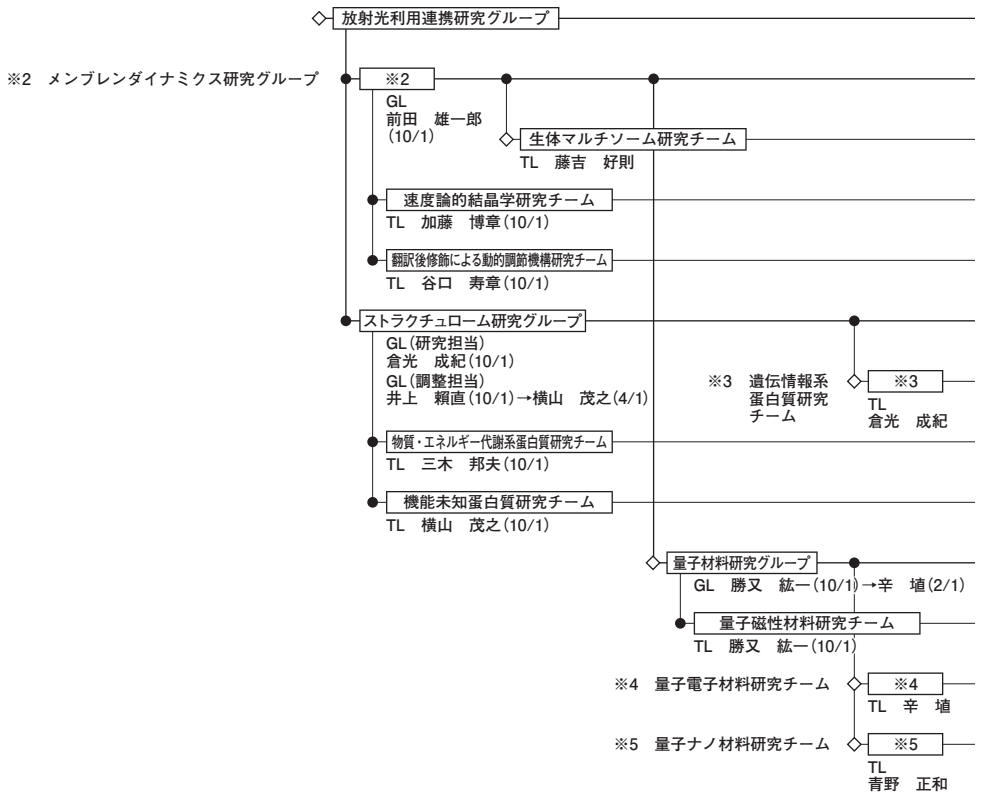 放射光利用連携研究グループ
※2 メンブレンダイナミクス研究グループ
※2
GL
前田 雄一郎
(10/1)
生体マルチソーム研究チーム
TL 藤吉 好則
速度論的結晶学研究チーム
TL 加藤 博章(10/1)
翻訳後修飾による動的調節機構研究チーム
TL 谷口 寿章(10/1)
ストラクチュローム研究グループ
GL(研究担当)
倉光 成紀(10/1)
GL(調整担当)
井上 頼直(10/1)→横山 茂之(4/1)
※3 遺伝情報系
蛋白質研究
チーム
※3
TL
倉光 成紀
物質・エネルギー代謝系蛋白質研究チーム
TL 三木 邦夫(10/1)
機能未知蛋白質研究チーム
TL 横山 茂之(10/1)
量子材料研究グループ
GL 勝又 紘一(10/1)→辛 埴(2/1)
量子磁性材料研究チーム
TL 勝又 紘一(10/1)
※4 量子電子材料研究チーム
※4
TL 辛 埴
※5 量子ナノ材料研究チーム
※5
TL
青野 正和